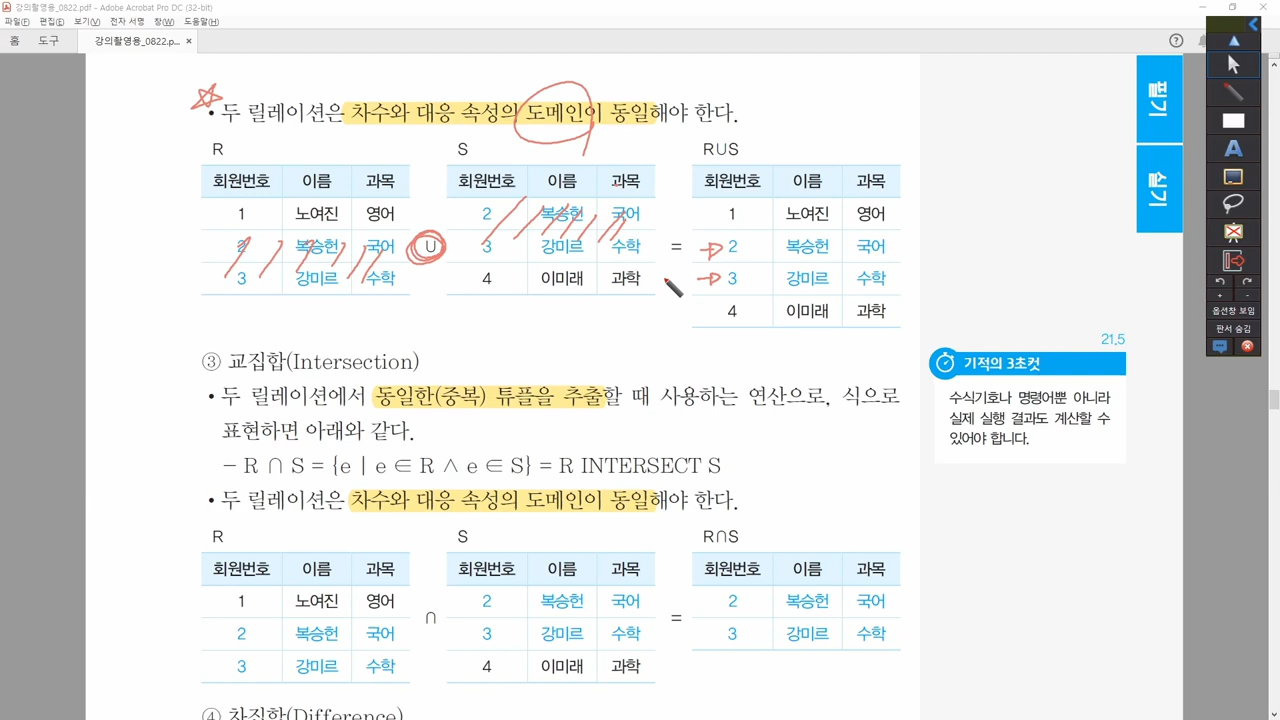 강의촬영용_0822.pdf - Adobe Acrobat Pro DC (32-bit)
파일(F) 편집(E) 보기(V) 전자 서명 창(W) 도움말(H)
홈 도구 강의촬영용_0822.p... ×
• 두 릴레이션은 차수와 대응 속성의 도메인이 동일해야 한다.
R S R∪S
회원번호 이름 과목 회원번호 이름 과목 회원번호 이름 과목
1 노여진 영어 2 복승헌 국어 1 노여진 영어
2 복승헌 국어 ∪ 3 강미르 수학 = 2 복승헌 국어
3 강미르 수학 4 이미래 과학 3 강미르 수학
4 이미래 과학
③ 교집합(Intersection)
• 두 릴레이션에서 동일한(중복) 튜플을 추출할 때 사용하는 연산으로, 식으로
표현하면 아래와 같다.
– R ∩ S = {e | e ∈ R ∧ e ∈ S} = R INTERSECT S
• 두 릴레이션은 차수와 대응 속성의 도메인이 동일해야 한다.
R S R∩S
회원번호 이름 과목 회원번호 이름 과목 회원번호 이름 과목
1 노여진 영어 2 복승헌 국어 2 복승헌 국어
2 복승헌 국어 ∩ 3 강미르 수학 = 3 강미르 수학
3 강미르 수학 4 이미래 과학
④ 차집합(Difference)
21.5
기적의 3초컷
수식기호나 명령어뿐 아니라
실제 실행 결과도 계산할 수
있어야 합니다.
필기
실기
A
+ -
옵션창 보임
판서 숨김